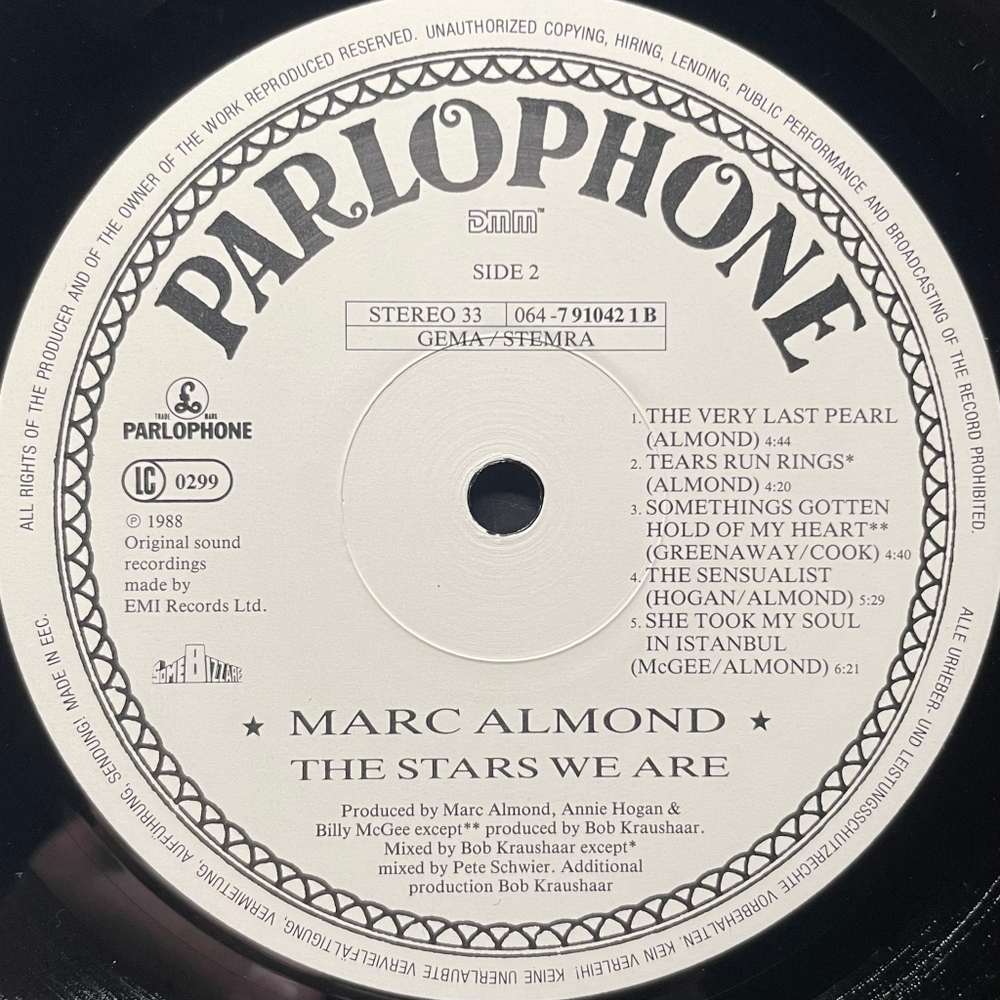 ALL RIGHTS OF THE PRODUCER AND OF THE OWNER OF THE WORK REPRODUCED RESERVED. UNAUTHORIZED COPYING, HIRING, LENDING, PUBLIC PERFORMANCE AND BROADCASTING OF THE RECORD PROHIBITED.
PARLOPHONE
DMM™
SIDE 2
STEREO 33 064-7 91042 1 B
GEMA/STEMRA
£
TRADE MARK
PARLOPHONE
LC 0299
℗ 1988
Original sound
recordings
made by
EMI Records Ltd.
SOME BIZZARE
1. THE VERY LAST PEARL
(ALMOND) 4:44
2. TEARS RUN RINGS*
(ALMOND) 4:20
3. SOMETHINGS GOTTEN
HOLD OF MY HEART**
(GREENAWAY/COOK) 4:40
4. THE SENSUALIST
(HOGAN/ALMOND) 5:29
5. SHE TOOK MY SOUL
IN ISTANBUL
(McGEE/ALMOND) 6:21
★ MARC ALMOND ★
THE STARS WE ARE
Produced by Marc Almond, Annie Hogan &
Billy McGee except** produced by Bob Kraushaar.
Mixed by Bob Kraushaar except*
mixed by Pete Schwier. Additional
production Bob Kraushaar
ALLE URHEBER- UND LEISTUNGSSCHUTZRECHTE VORBEHALTEN. KEIN VERLEIH! KEINE UNERLAUBTE VERVIELFÄLTIGUNG, VERMIETUNG, AUFFÜHRUNG, SENDUNG! MADE IN EEC.